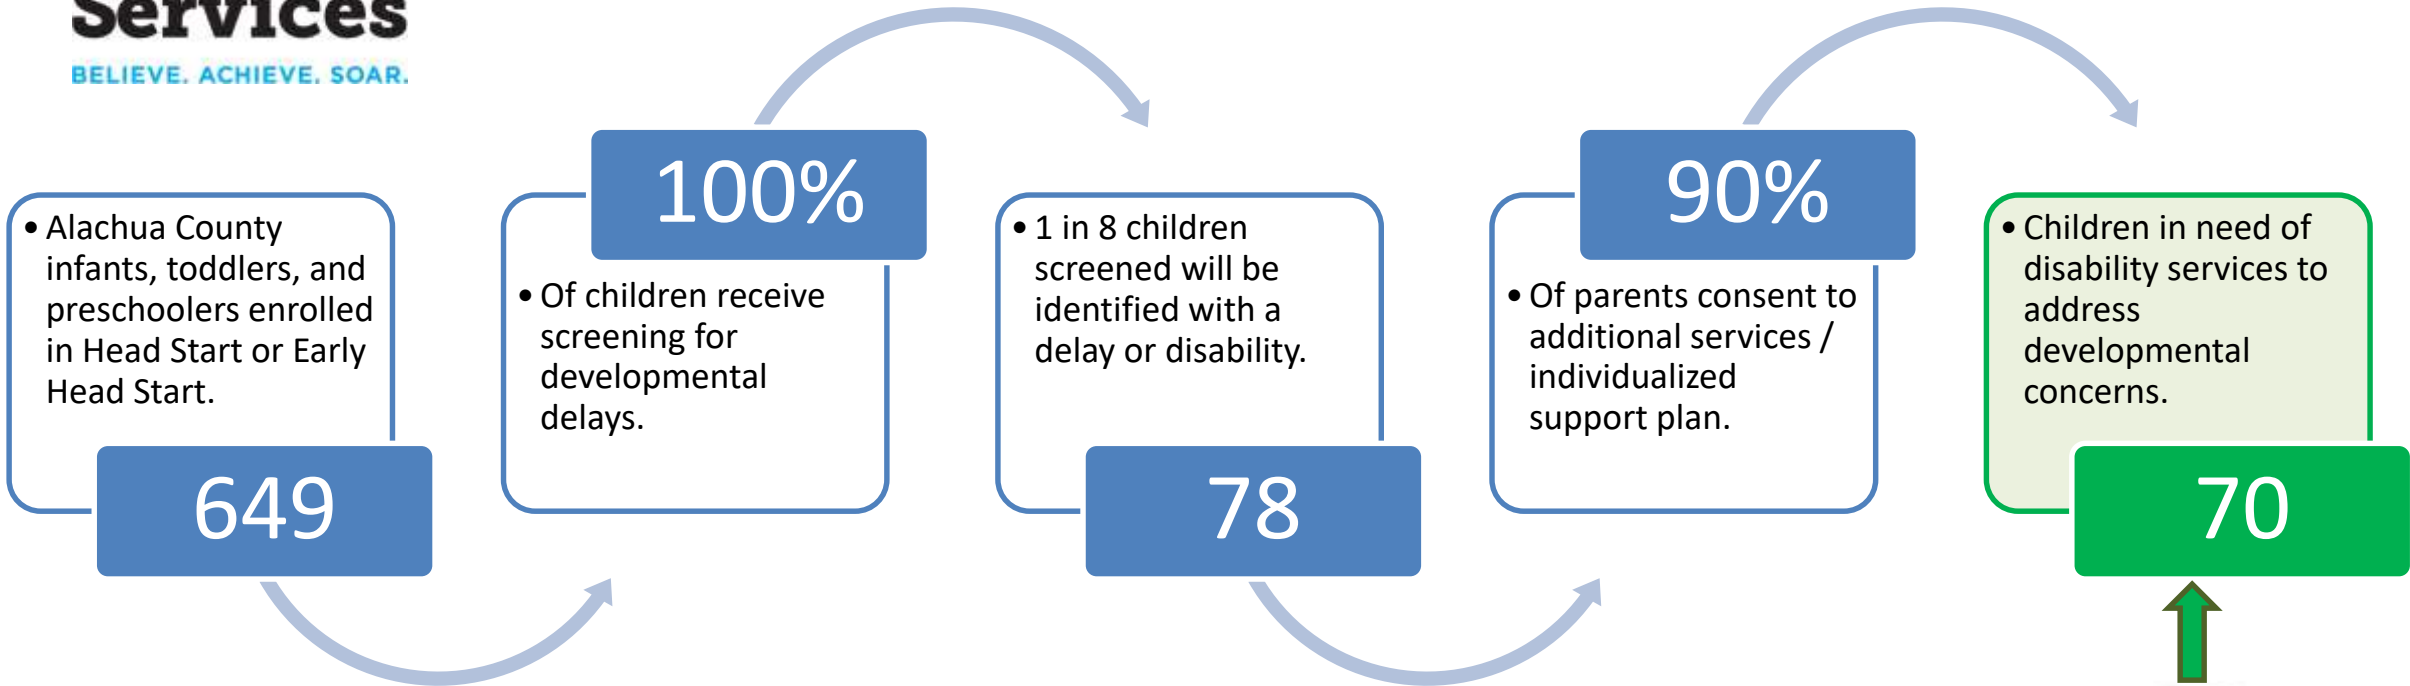 Services
BELIEVE. ACHIEVE. SOAR.
• Alachua County
infants, toddlers, and
preschoolers enrolled
in Head Start or Early
Head Start.
649
100%
• Of children receive
screening for
developmental
delays.
• 1 in 8 children
screened will be
identified with a
delay or disability.
78
90%
• Of parents consent to
additional services /
individualized
support plan.
• Children in need of
disability services to
address
developmental
concerns.
70